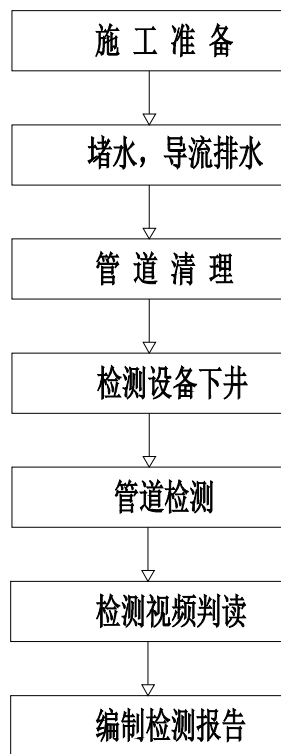 施工准备
堵水，导流排水
管道清理
检测设备下井
管道检测
检测视频判读
编制检测报告